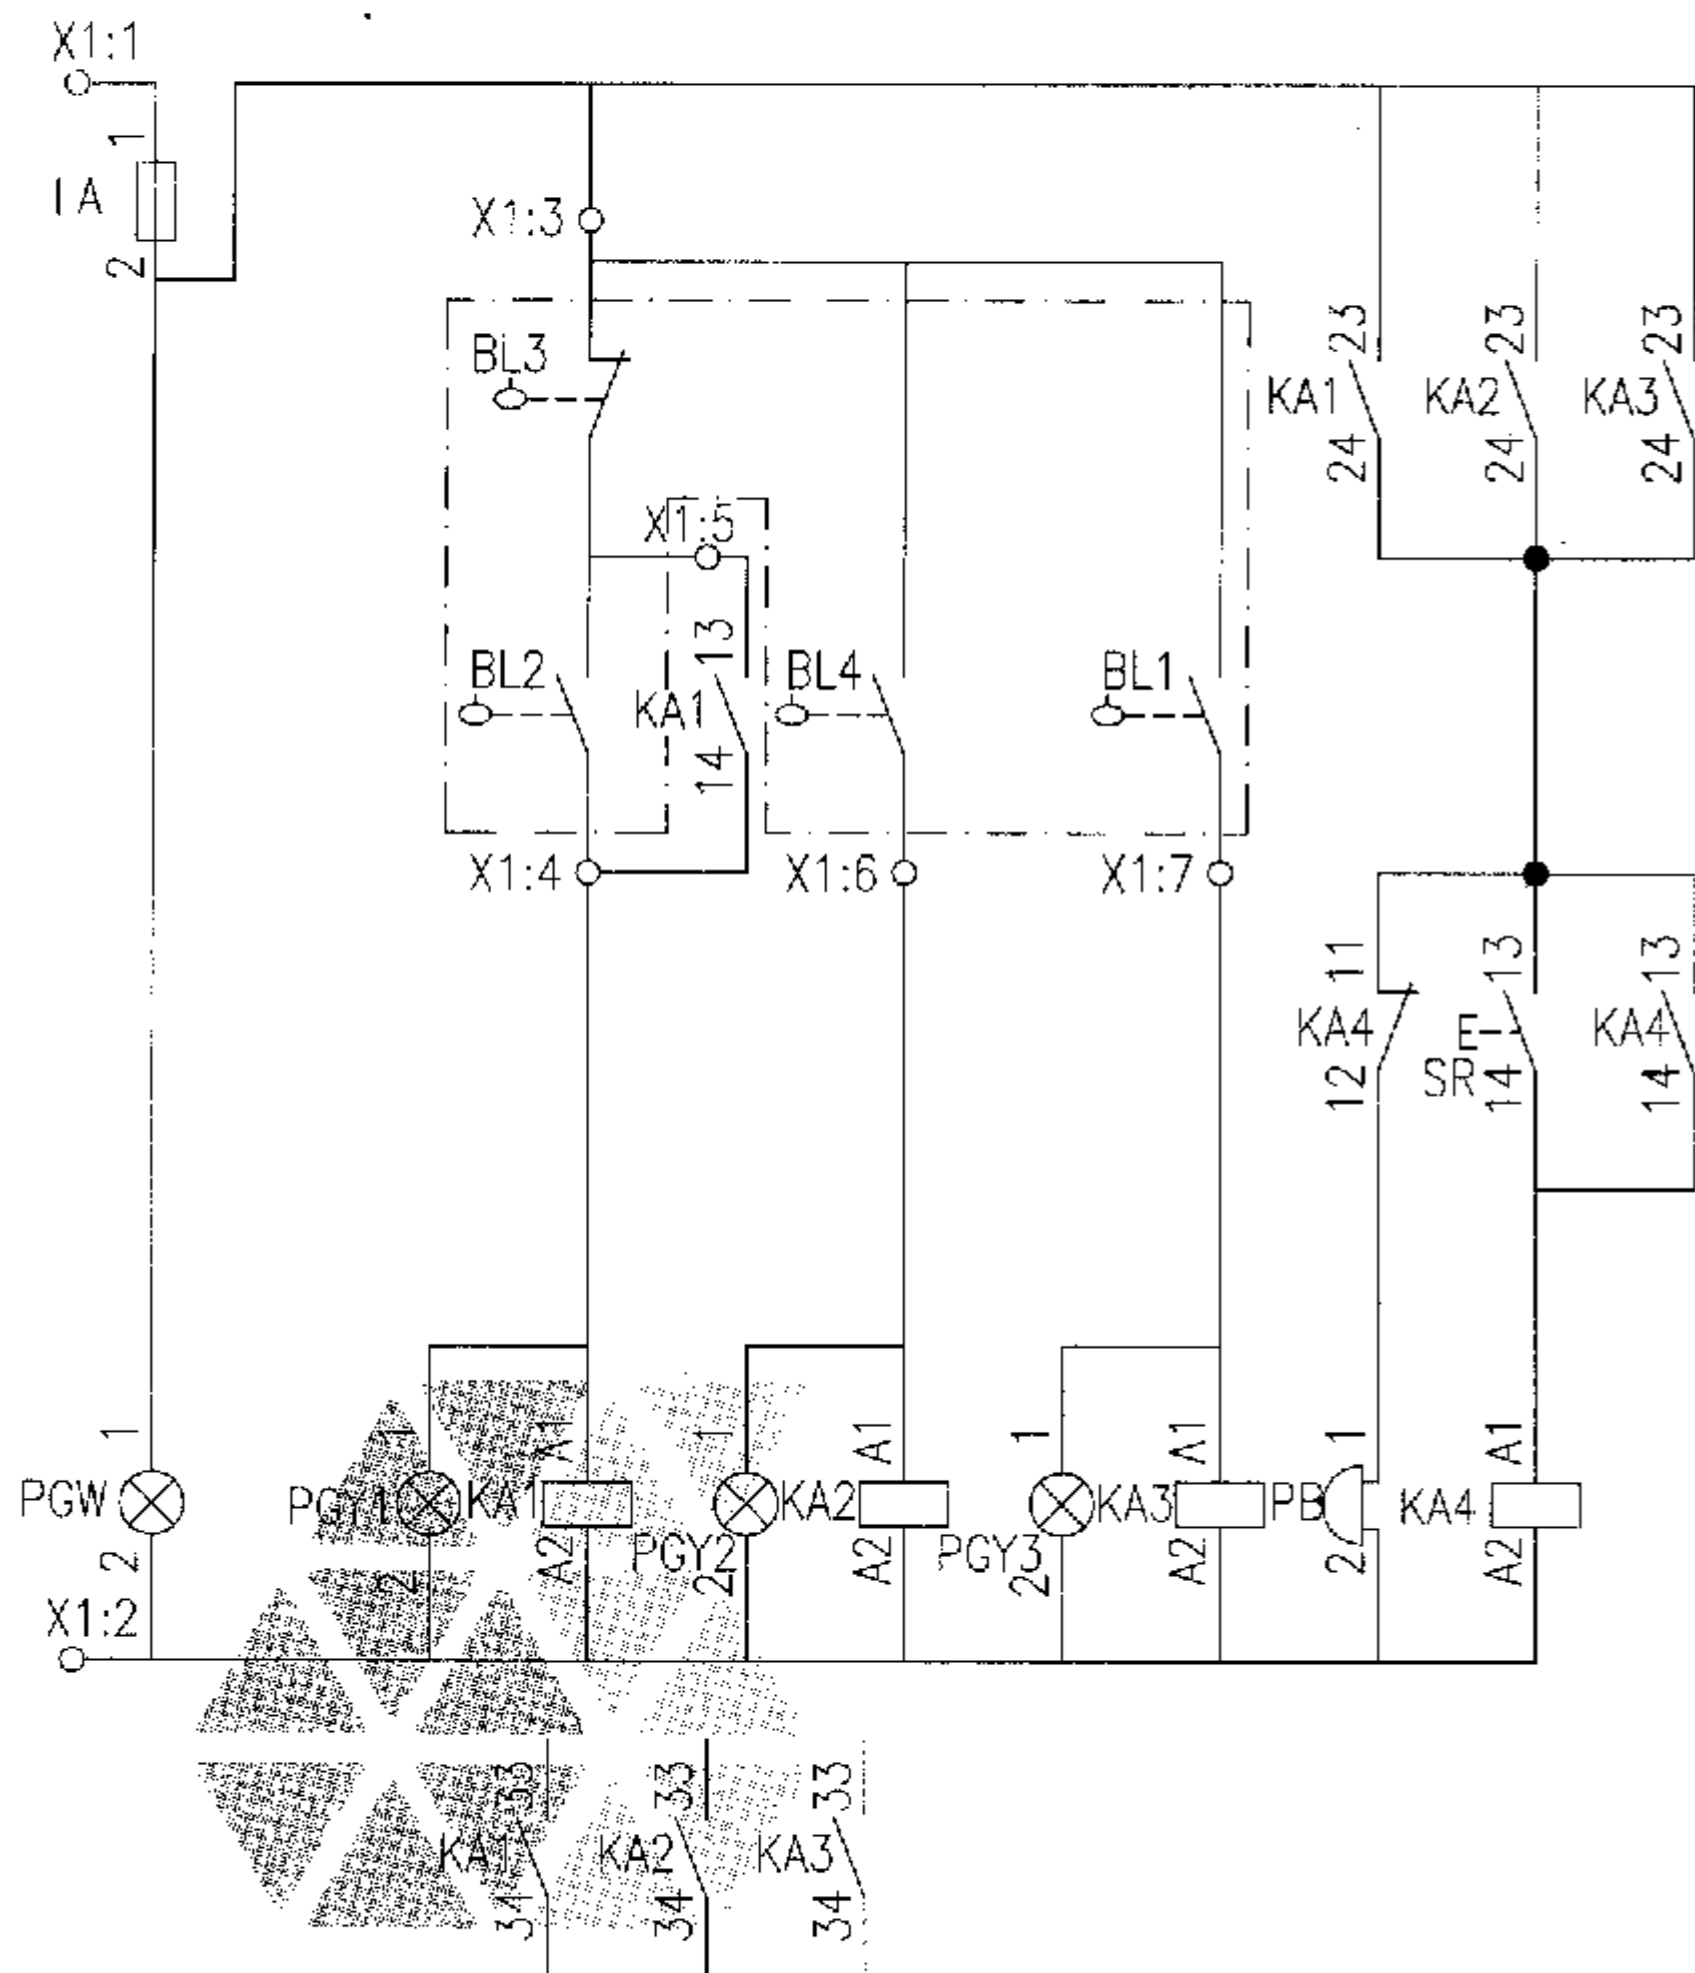 X1:1
1
1A
2
X1:3
BL3
23
KA1
24
23
KA2
24
23
KA3
24
X1:5
BL2
13
KA1
14
BL4
BL1
X1:4
X1:6
X1:7
11
KA4
12
13
E
SR
14
13
KA4
14
1
PGW
2
1
PGY1
2
A1
KA1
A2
1
PGY2
2
A1
KA2
A2
1
PGY3
2
A1
KA3
A2
1
PB
2
A1
KA4
A2
X1:2
33
KA1
34
33
KA2
34
33
KA3
34